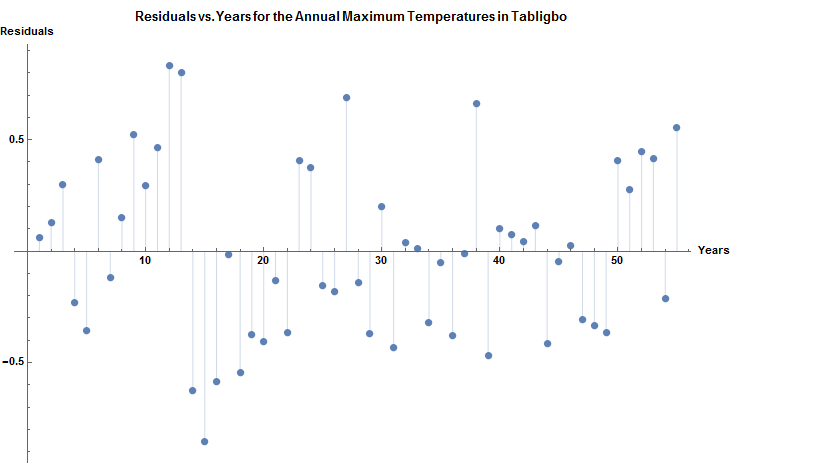 Residuals vs. Years for the Annual Maximum Temperatures in Tabligbo
Residuals
0.5
Years
10 20 30 40 50
−0.5